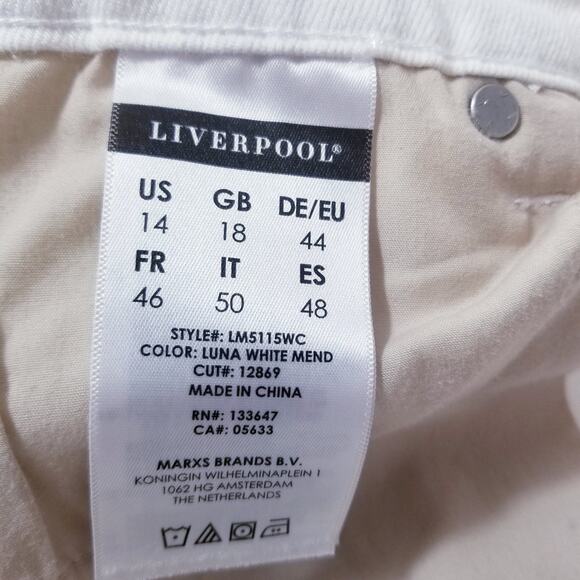 LIVERPOOL®
US GB DE/EU
14 18 44
FR IT ES
46 50 48
STYLE#: LM5115WC
COLOR: LUNA WHITE MEND
CUT#: 12869
MADE IN CHINA
RN#: 133647
CA#: 05633
MARXS BRANDS B.V.
KONINGIN WILHELMINAPLEIN 1
1062 HG AMSTERDAM
THE NETHERLANDS